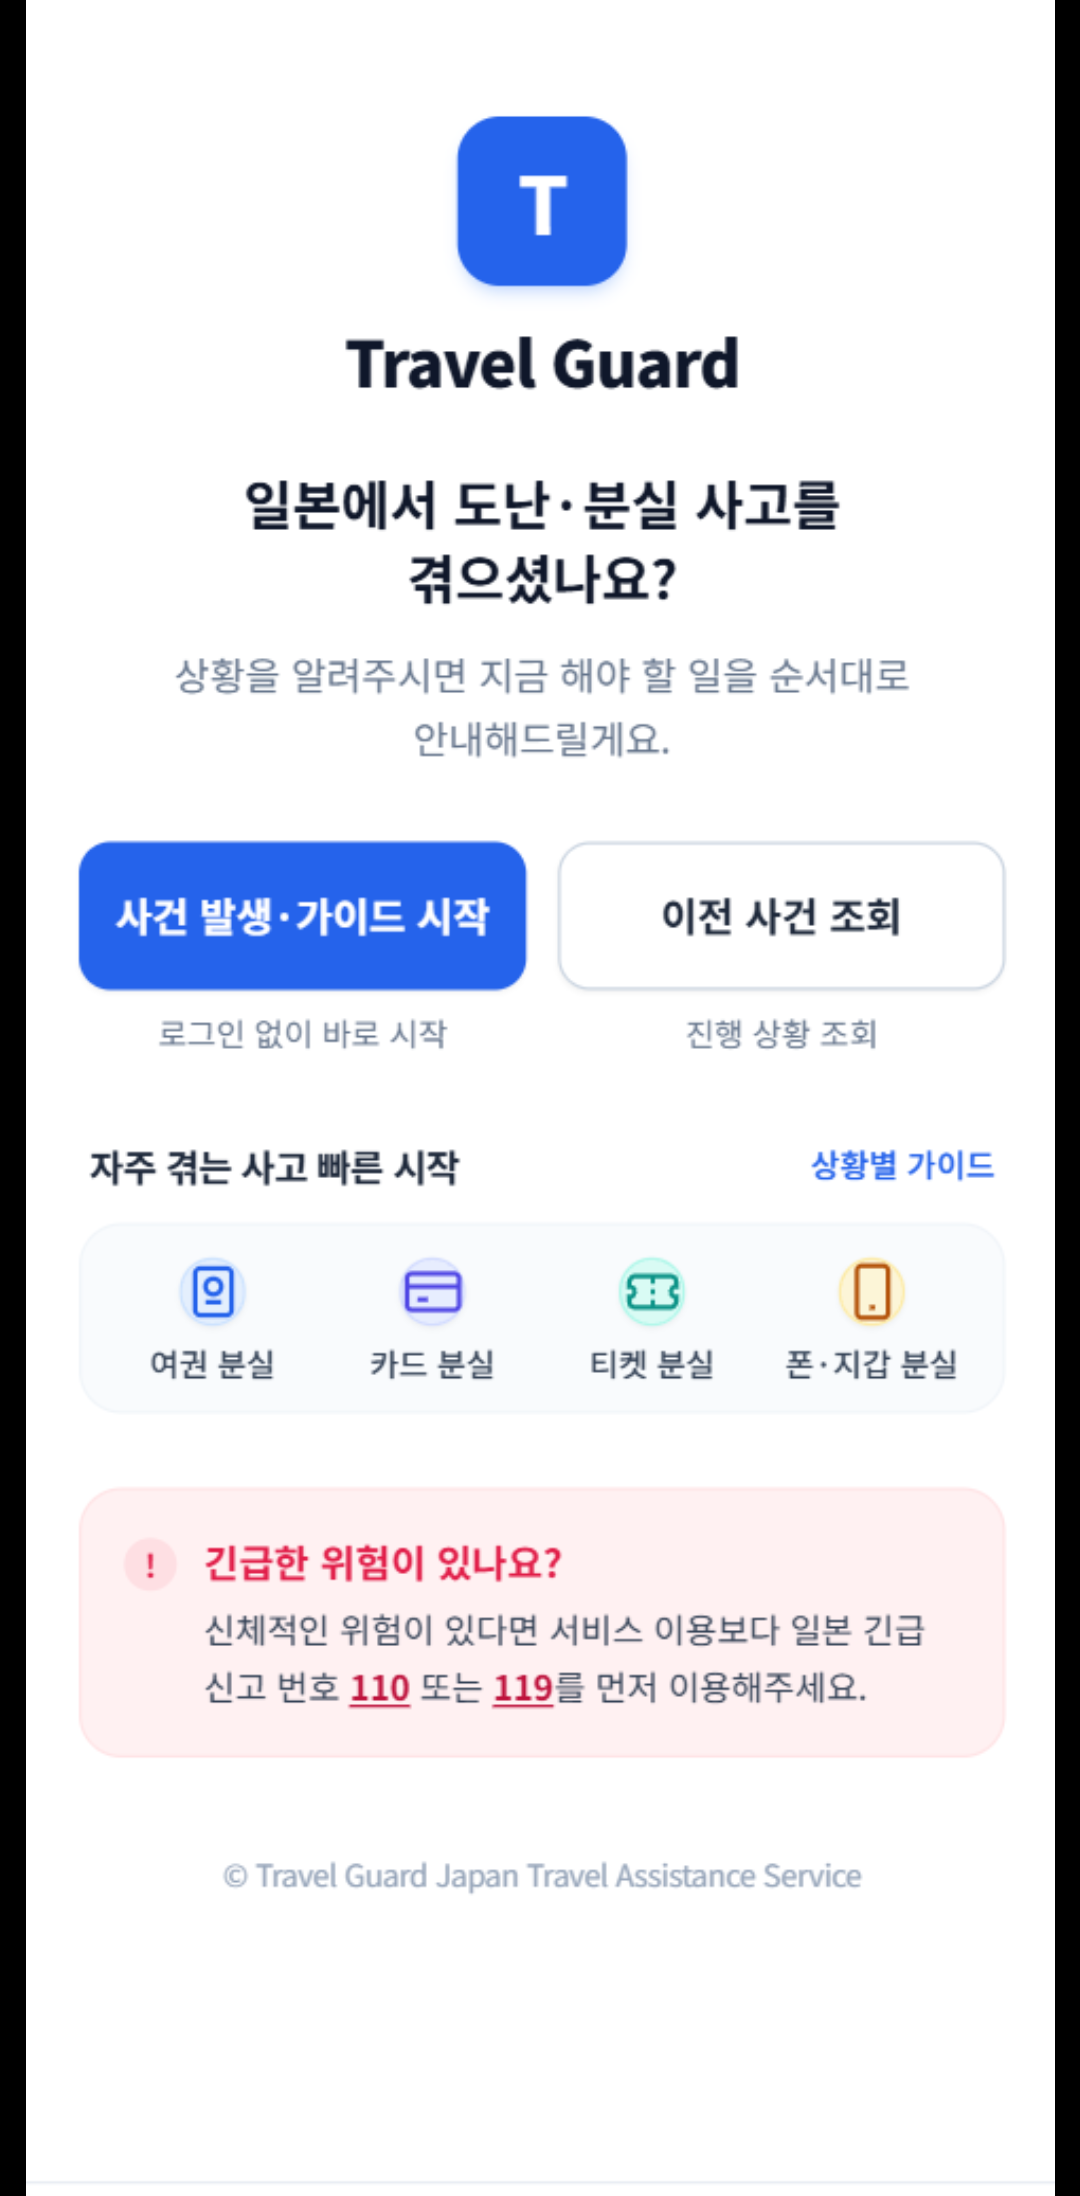 T
Travel Guard
일본에서 도난·분실 사고를
겪으셨나요?
상황을 알려주시면 지금 해야 할 일을 순서대로
안내해드릴게요.
사건 발생·가이드 시작
이전 사건 조회
로그인 없이 바로 시작
진행 상황 조회
자주 겪는 사고 빠른 시작
상황별 가이드
여권 분실
카드 분실
티켓 분실
폰·지갑 분실
! 긴급한 위험이 있나요?
신체적인 위험이 있다면 서비스 이용보다 일본 긴급
신고 번호 110 또는 119를 먼저 이용해주세요.
© Travel Guard Japan Travel Assistance Service